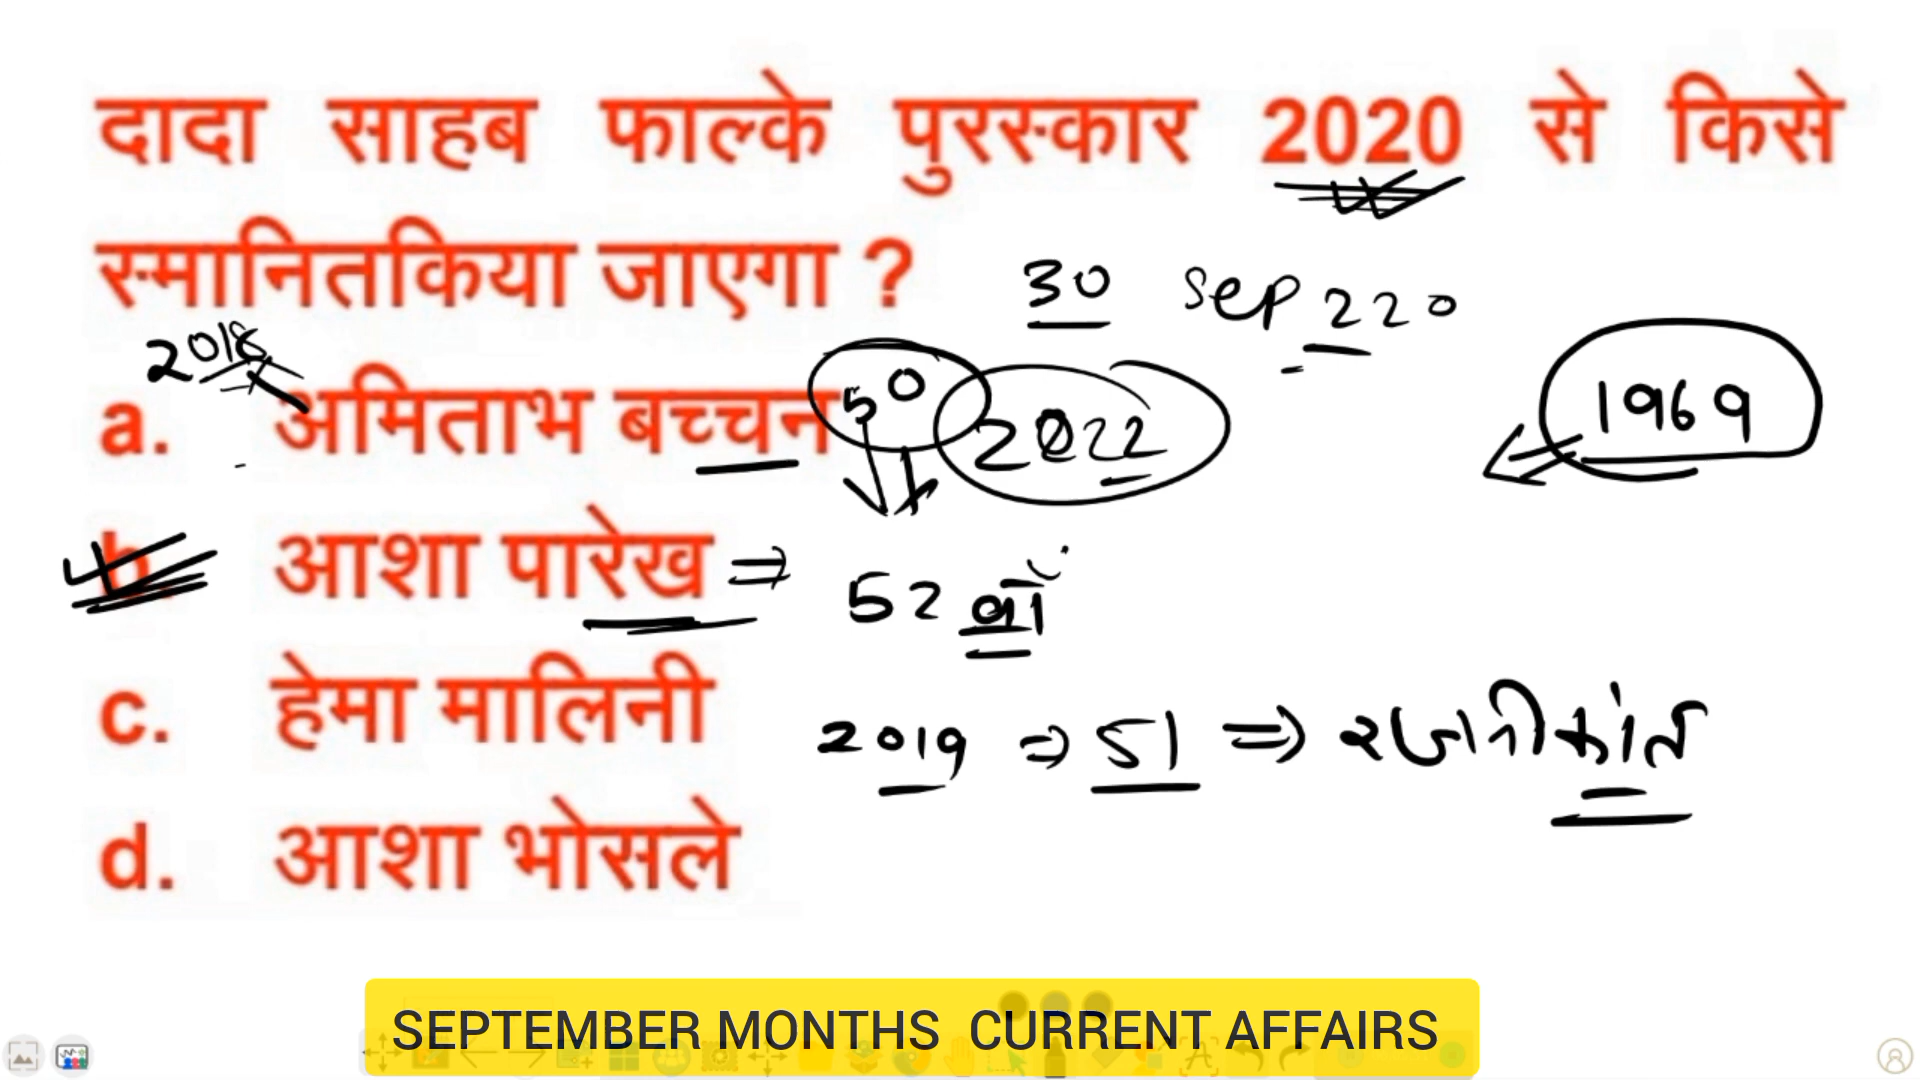 दादा साहब फाल्के पुरस्कार 2020 से किसे
स्मानितकिया जाएगा ?
30 sep 2220
2018
a. अमिताभ बच्चन 50 2022
1969
b. आशा पारेख ⇒ 52 वाँ
c. हेमा मालिनी
2019 ⇒ 51 ⇒ रजनीकांत
d. आशा भोसले
SEPTEMBER MONTHS CURRENT AFFAIRS